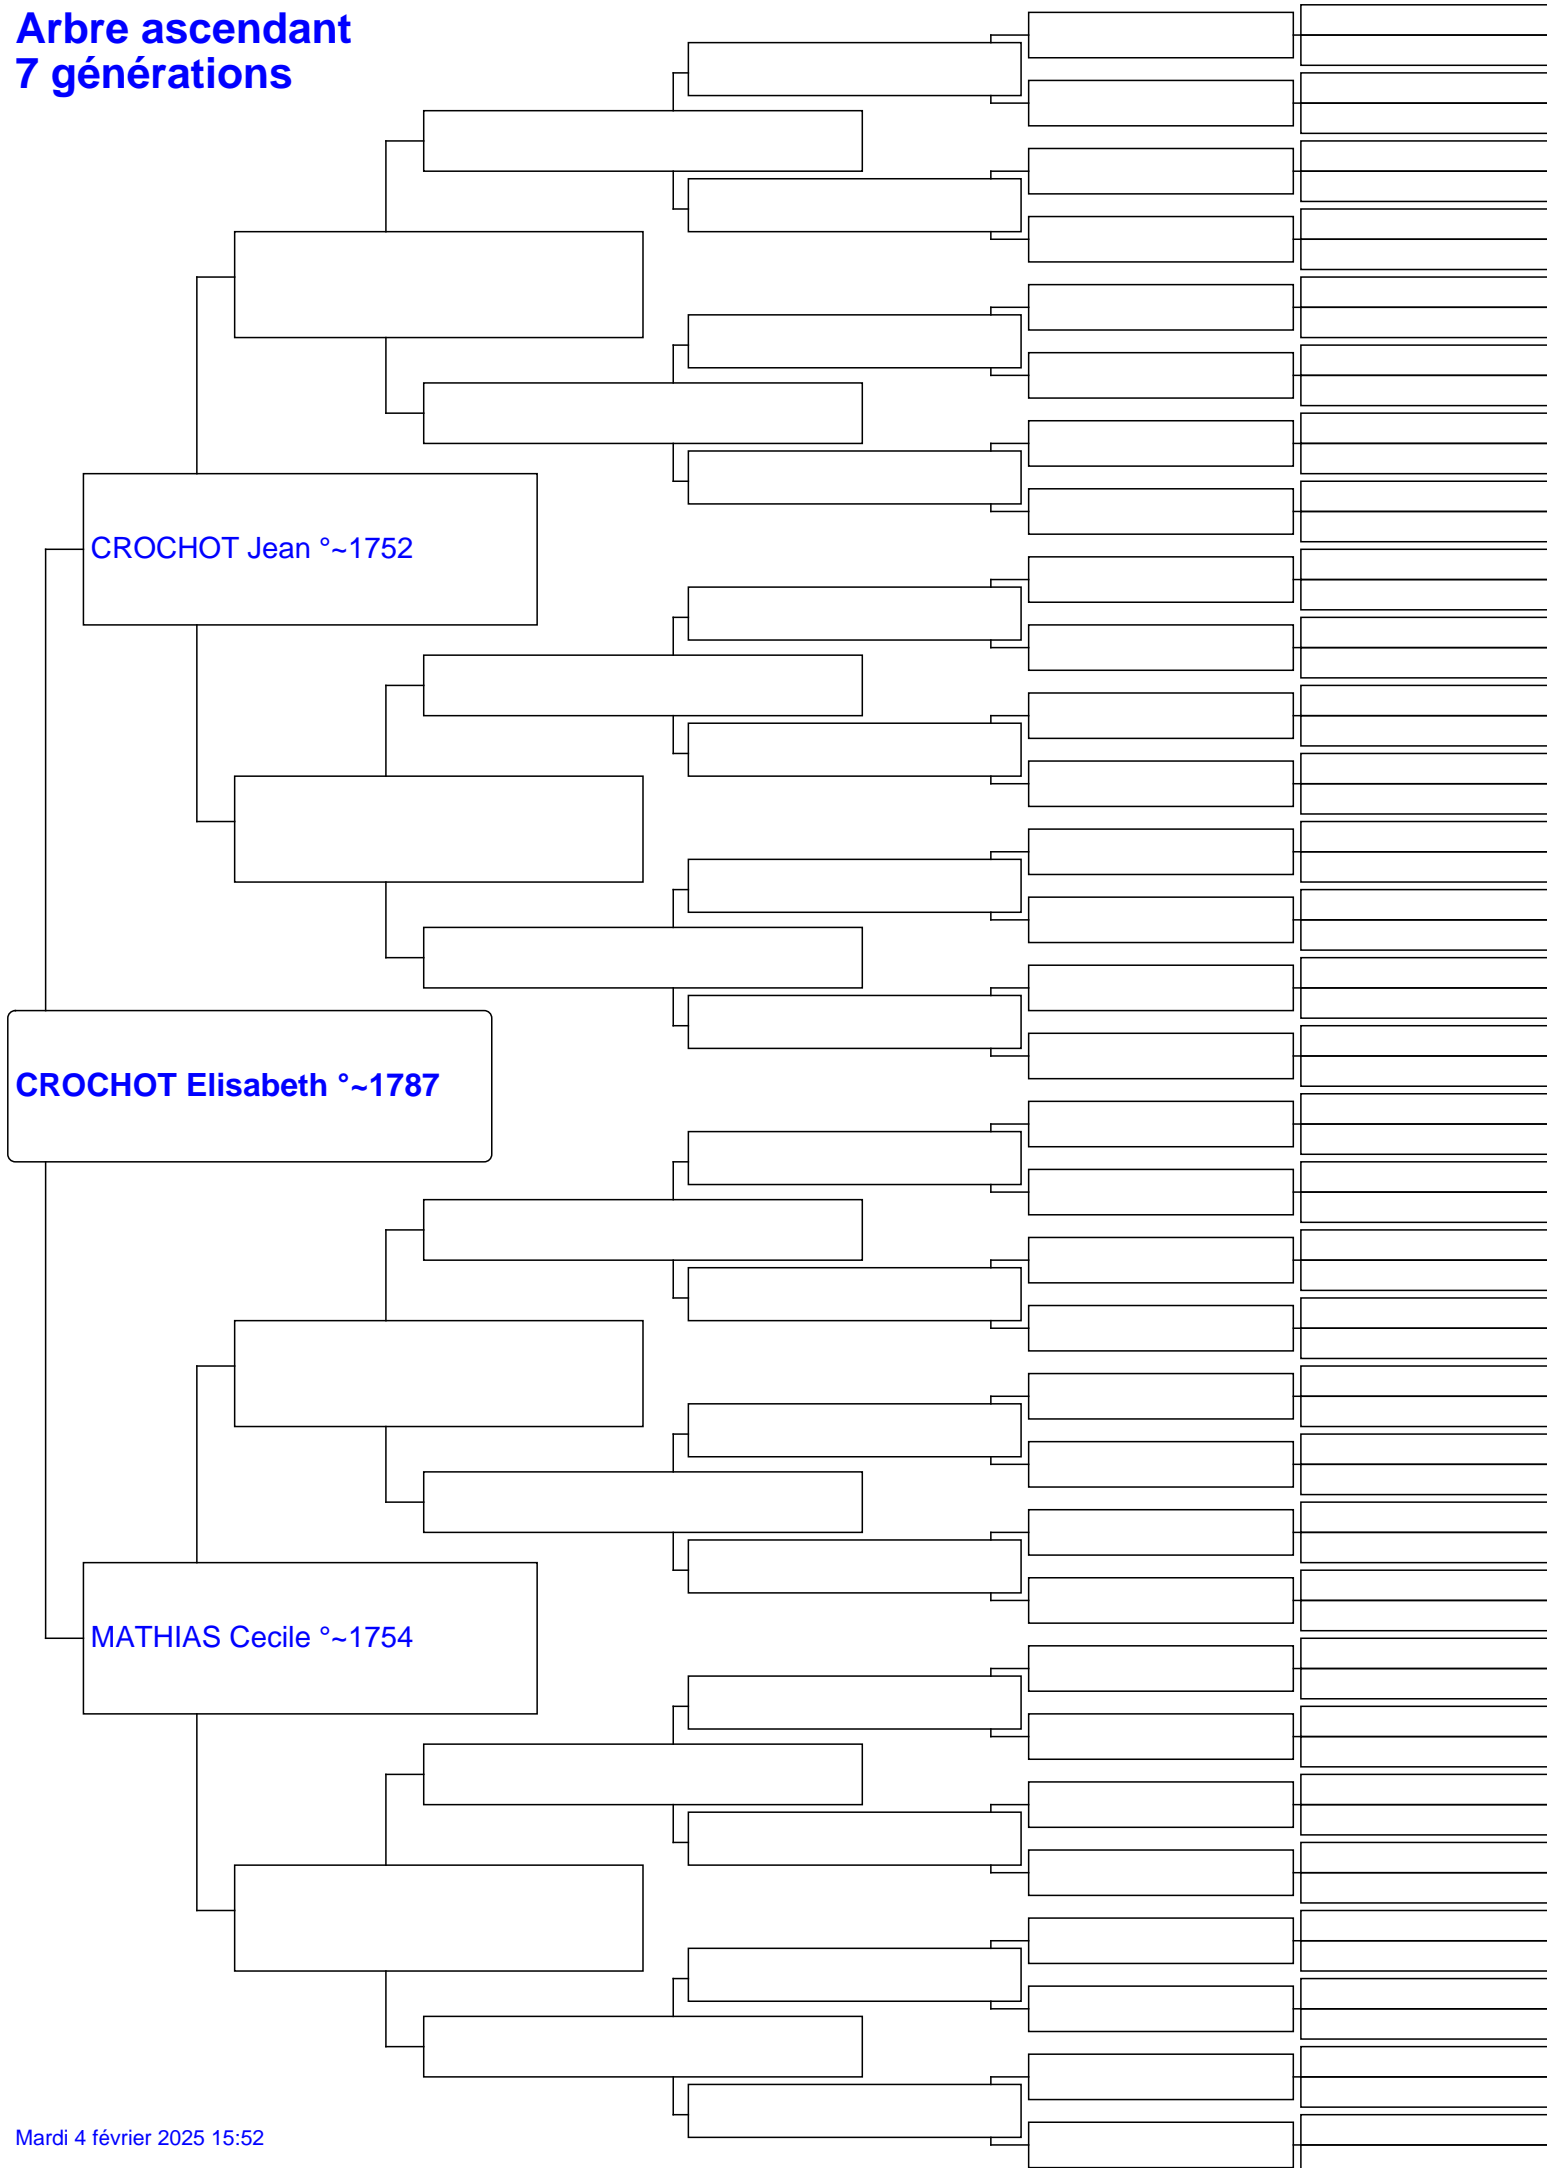 Arbre ascendant
7 générations
CROCHOT Jean °~1752
CROCHOT Elisabeth °~1787
MATHIAS Cecile °~1754
Mardi 4 février 2025 15:52